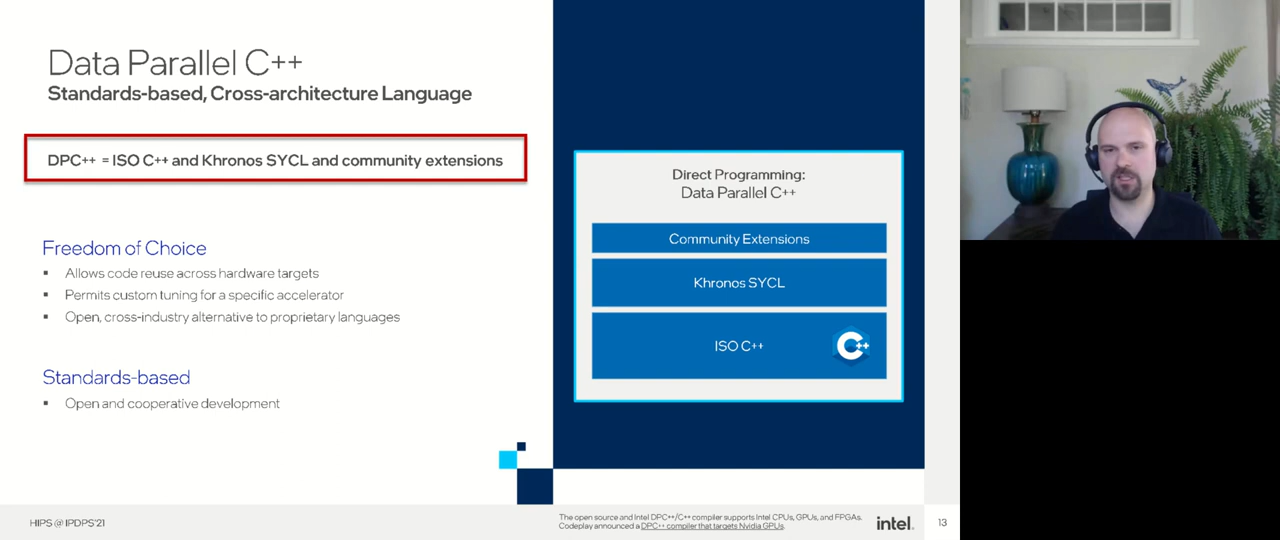 Data Parallel C++
Standards-based, Cross-architecture Language
DPC++ = ISO C++ and Khronos SYCL and community extensions
Freedom of Choice
▪ Allows code reuse across hardware targets
▪ Permits custom tuning for a specific accelerator
▪ Open, cross-industry alternative to proprietary languages
Standards-based
▪ Open and cooperative development
Direct Programming:
Data Parallel C++
Community Extensions
Khronos SYCL
ISO C++
C++
HIPS @ IPDPS'21
The open source and Intel DPC++/C++ compiler supports Intel CPUs, GPUs, and FPGAs.
Codeplay announced a DPC++ compiler that targets Nvidia GPUs.
intel.
13